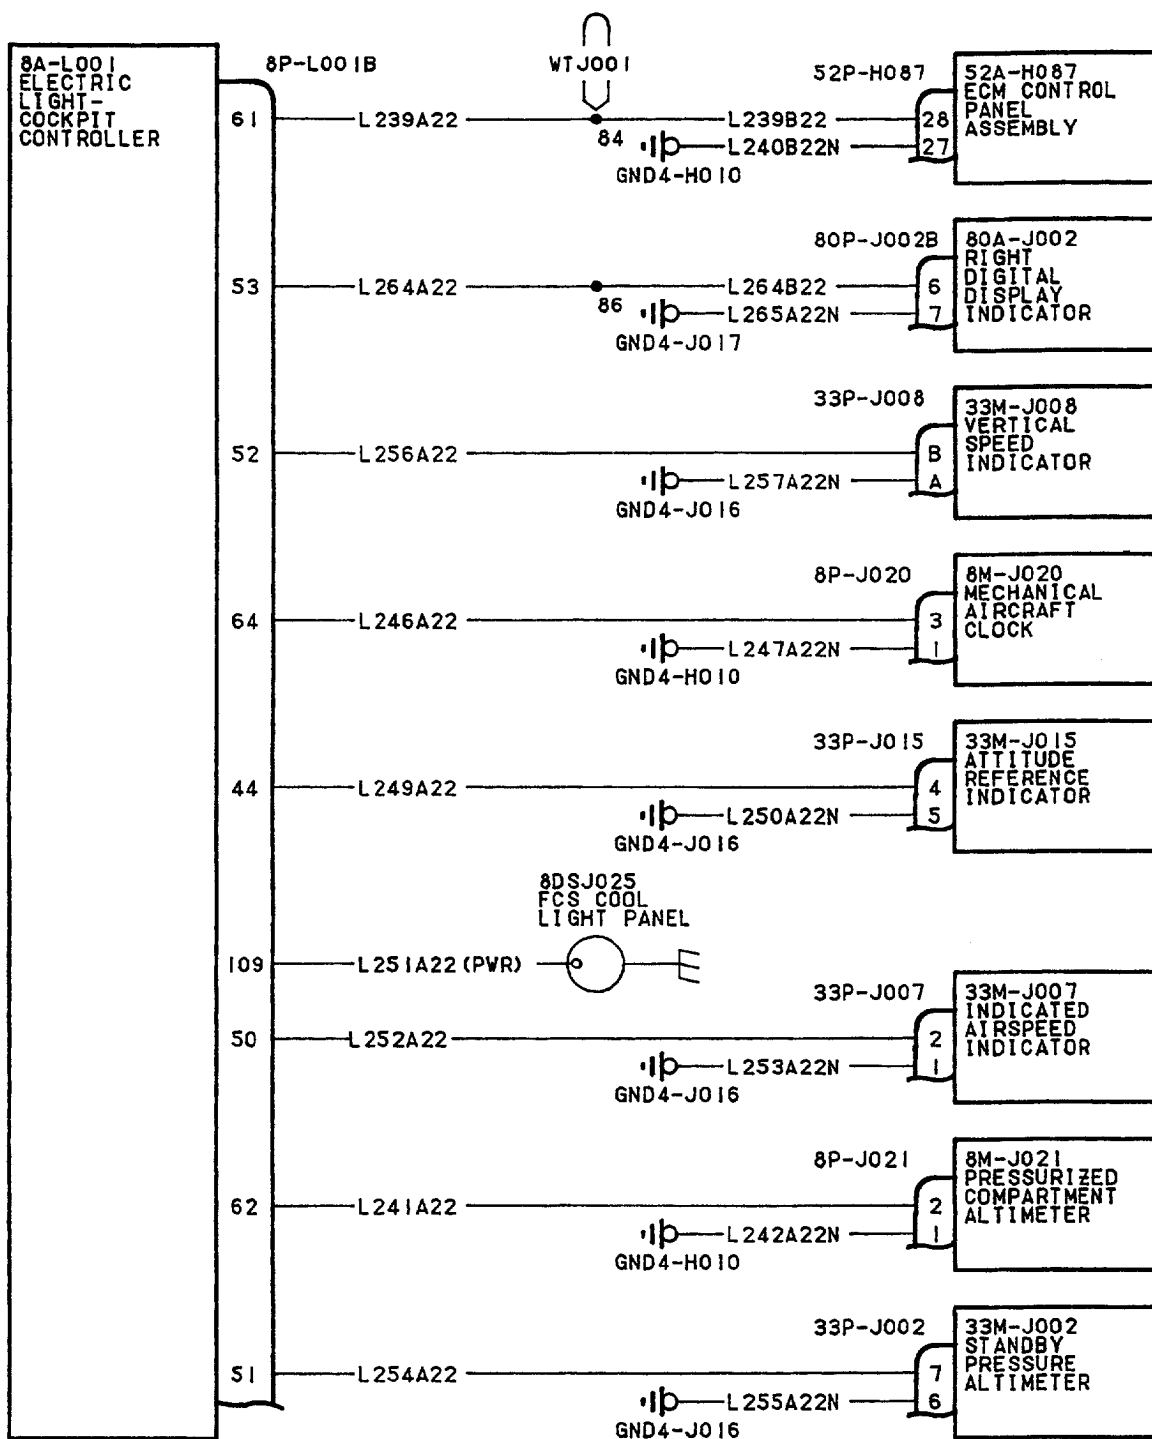 8A-L001
ELECTRIC
LIGHT-
COCKPIT
CONTROLLER
8P-L001B
WTJ001
52P-H087
52A-H087
ECM CONTROL
PANEL
ASSEMBLY
61
L239A22
84
L239B22
28
L240B22N
27
GND4-H010
80P-J002B
80A-J002
RIGHT
DIGITAL
DISPLAY
INDICATOR
53
L264A22
86
L264B22
6
L265A22N
7
GND4-J017
33P-J008
33M-J008
VERTICAL
SPEED
INDICATOR
52
L256A22
B
L257A22N
A
GND4-J016
8P-J020
8M-J020
MECHANICAL
AIRCRAFT
CLOCK
64
L246A22
3
L247A22N
1
GND4-H010
33P-J015
33M-J015
ATTITUDE
REFERENCE
INDICATOR
44
L249A22
4
L250A22N
5
GND4-J016
8DSJ025
FCS COOL
LIGHT PANEL
109
L251A22(PWR)
33P-J007
33M-J007
INDICATED
AIRSPEED
INDICATOR
50
L252A22
2
L253A22N
1
GND4-J016
8P-J021
8M-J021
PRESSURIZED
COMPARTMENT
ALTIMETER
62
L241A22
2
L242A22N
1
GND4-H010
33P-J002
33M-J002
STANDBY
PRESSURE
ALTIMETER
51
L254A22
7
L255A22N
6
GND4-J016